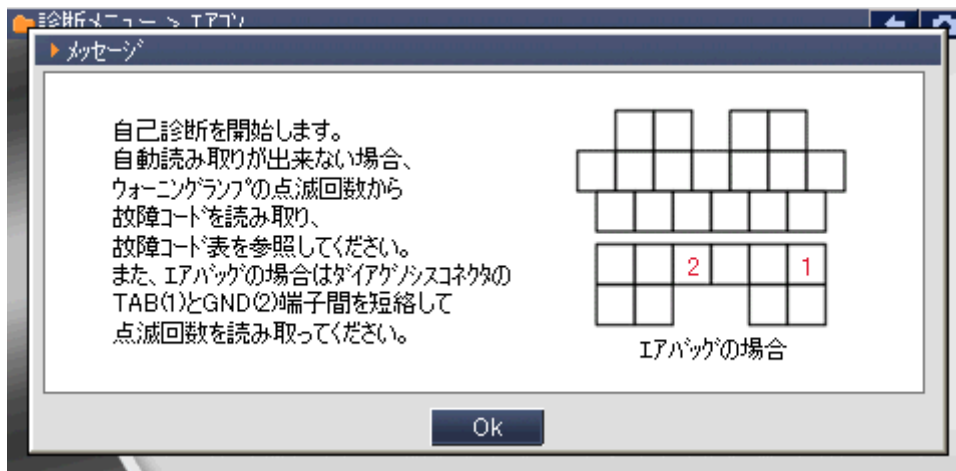 診断メニュー > エアコン
メッセージ
自己診断を開始します。
自動読み取りが出来ない場合、
ウォーニングランプの点滅回数から
故障コードを読み取り、
故障コード表を参照してください。
また、エアバッグの場合はダイアグノシスコネクタの
TAB(1)とGND(2)端子間を短絡して
点滅回数を読み取ってください。
2 1
エアバッグの場合
Ok